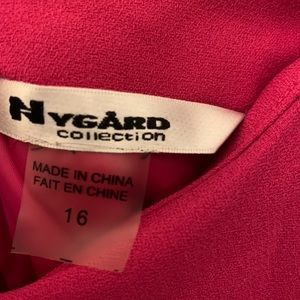 NYGÅRD
collection
MADE IN CHINA
FAIT EN CHINE
16